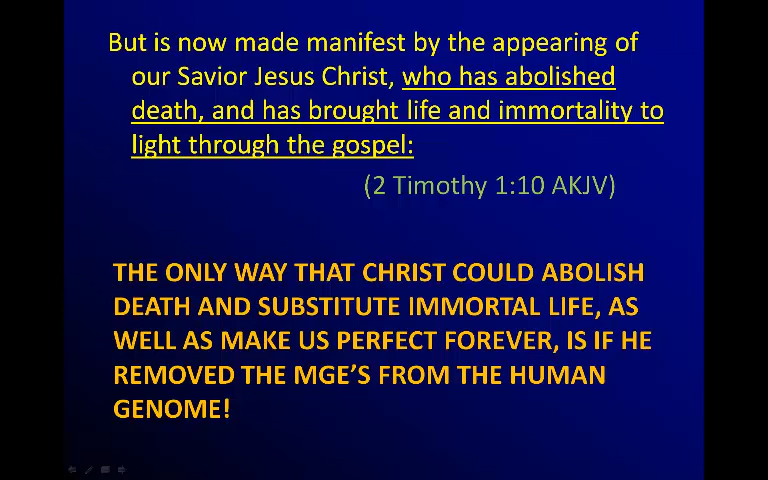 But is now made manifest by the appearing of
our Savior Jesus Christ, who has abolished
death, and has brought life and immortality to
light through the gospel:
(2 Timothy 1:10 AKJV)
THE ONLY WAY THAT CHRIST COULD ABOLISH
DEATH AND SUBSTITUTE IMMORTAL LIFE, AS
WELL AS MAKE US PERFECT FOREVER, IS IF HE
REMOVED THE MGE’S FROM THE HUMAN
GENOME!